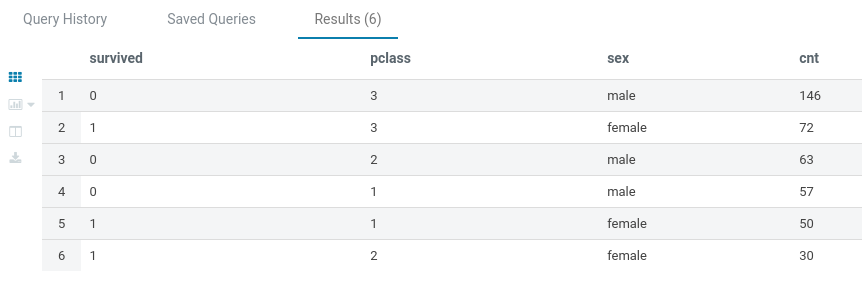 Query History Saved Queries Results (6)
survived pclass sex cnt
1 0 3 male 146
2 1 3 female 72
3 0 2 male 63
4 0 1 male 57
5 1 1 female 50
6 1 2 female 30